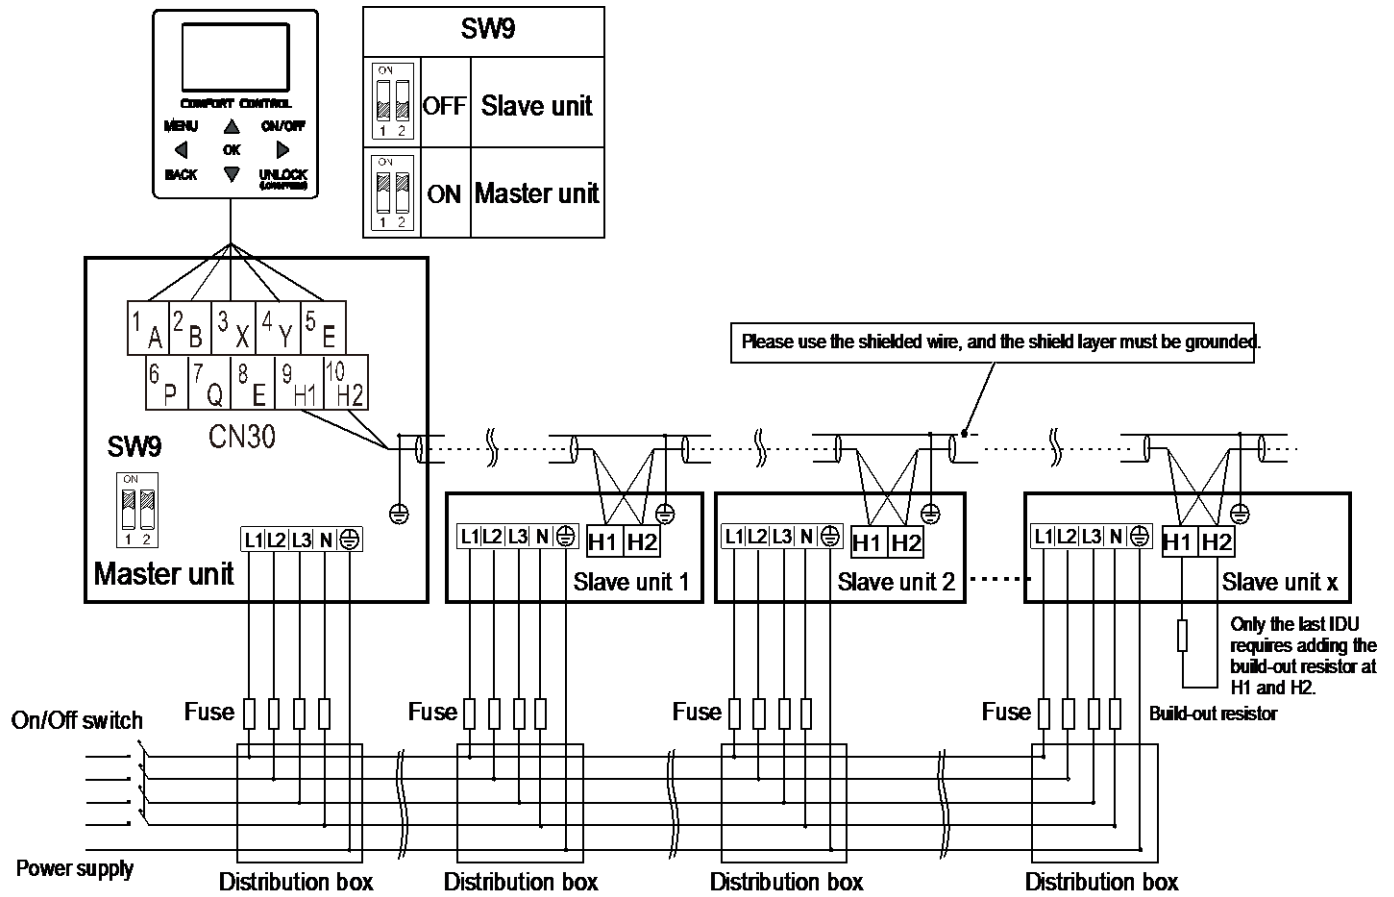 COMFORT CONTROL
MENU ON/OFF
OK
BACK UNLOCK
SW9
ON
1 2
OFF
Slave unit
ON
1 2
ON
Master unit
1 A 2 B 3 X 4 Y 5 E
6 P 7 Q 8 E 9 H1 10 H2
CN30
SW9
ON
1 2
Master unit
L1 L2 L3 N
Please use the shielded wire, and the shield layer must be grounded.
L1 L2 L3 N
H1 H2
Slave unit 1
L1 L2 L3 N
H1 H2
Slave unit 2
L1 L2 L3 N
H1 H2
Slave unit x
Only the last IDU
requires adding the
build-out resistor at
H1 and H2.
Build-out resistor
On/Off switch
Fuse
Fuse
Fuse
Fuse
Power supply
Distribution box
Distribution box
Distribution box
Distribution box